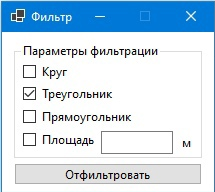 Фильтр
Параметры фильтрации
Круг
Треугольник
Прямоугольник
Площадь м
Отфильтровать